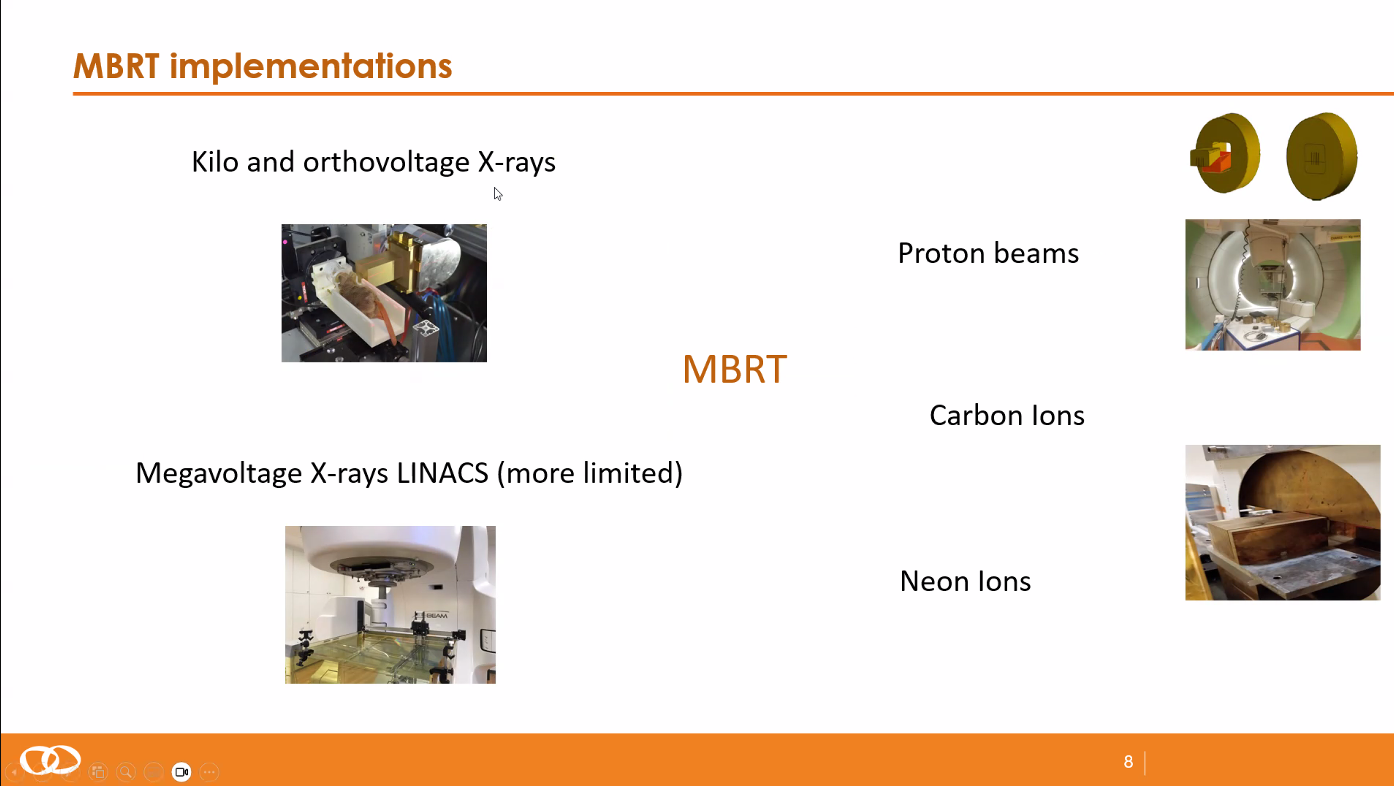 MBRT implementations
Kilo and orthovoltage X-rays
Proton beams
MBRT
Carbon Ions
Megavoltage X-rays LINACS (more limited)
Neon Ions
BEAM
8